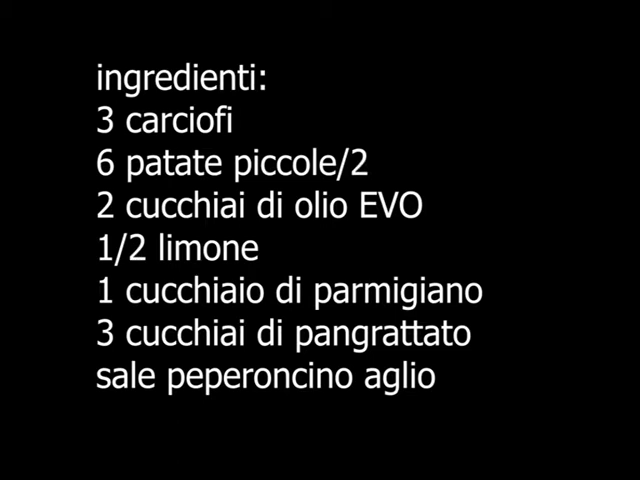 ingredienti:
3 carciofi
6 patate piccole/2
2 cucchiai di olio EVO
1/2 limone
1 cucchiaio di parmigiano
3 cucchiai di pangrattato
sale peperoncino aglio